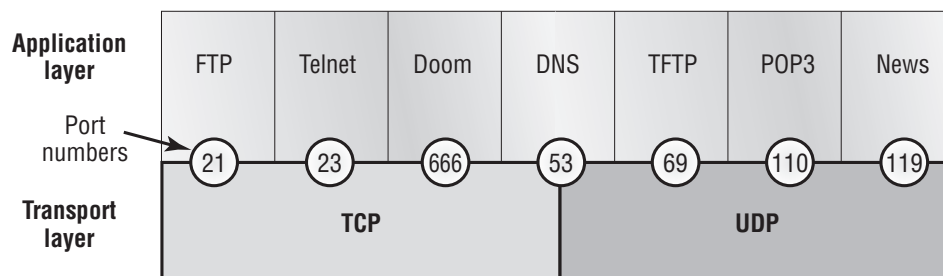 Application
layer
FTP Telnet Doom DNS TFTP POP3 News
Port
numbers
21 23 666 53 69 110 119
Transport
layer
TCP UDP